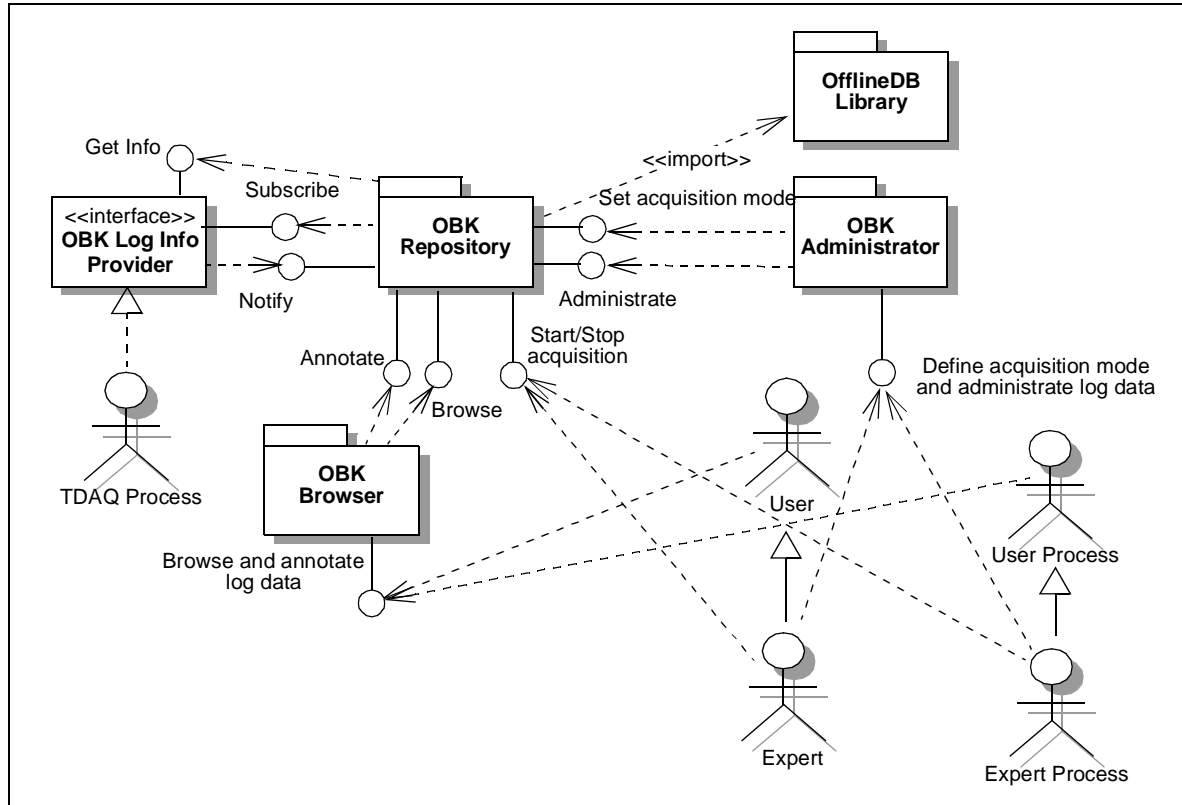 OfflineDB
Library
Get Info
<<import>>
Subscribe
Set acquisition mode
<<interface>>
OBK Log Info
Provider
OBK
Repository
OBK
Administrator
Notify
Administrate
Annotate
Start/Stop
acquisition
Browse
Define acquisition mode
and administrate log data
OBK
Browser
TDAQ Process
User
User Process
Browse and annotate
log data
Expert
Expert Process